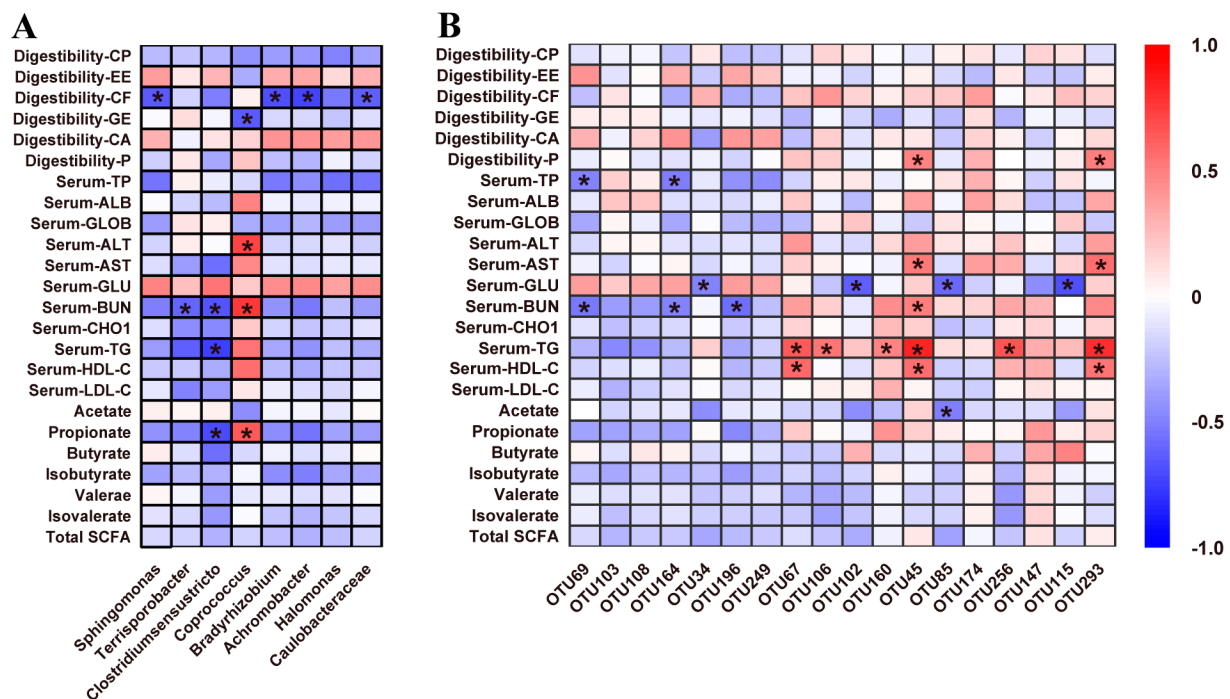 A
Digestibility-CP
Digestibility-EE
Digestibility-CF
Digestibility-GE
Digestibility-CA
Digestibility-P
Serum-TP
Serum-ALB
Serum-GLOB
Serum-ALT
Serum-AST
Serum-GLU
Serum-BUN
Serum-CHO1
Serum-TG
Serum-HDL-C
Serum-LDL-C
Acetate
Propionate
Butyrate
Isobutyrate
Valerae
Isovalerate
Total SCFA
Sphingomonas
Terrisporobacter
Clostridiumsensustricto
Coprococcus
Bradyrhizobium
Achromobacter
Halomonas
Caulobacteraceae
B
Digestibility-CP
Digestibility-EE
Digestibility-CF
Digestibility-GE
Digestibility-CA
Digestibility-P
Serum-TP
Serum-ALB
Serum-GLOB
Serum-ALT
Serum-AST
Serum-GLU
Serum-BUN
Serum-CHO1
Serum-TG
Serum-HDL-C
Serum-LDL-C
Acetate
Propionate
Butyrate
Isobutyrate
Valerate
Isovalerate
Total SCFA
OTU69
OTU103
OTU108
OTU164
OTU34
OTU196
OTU249
OTU67
OTU106
OTU102
OTU160
OTU45
OTU85
OTU174
OTU256
OTU147
OTU115
OTU293
1.0
0.5
0
-0.5
-1.0